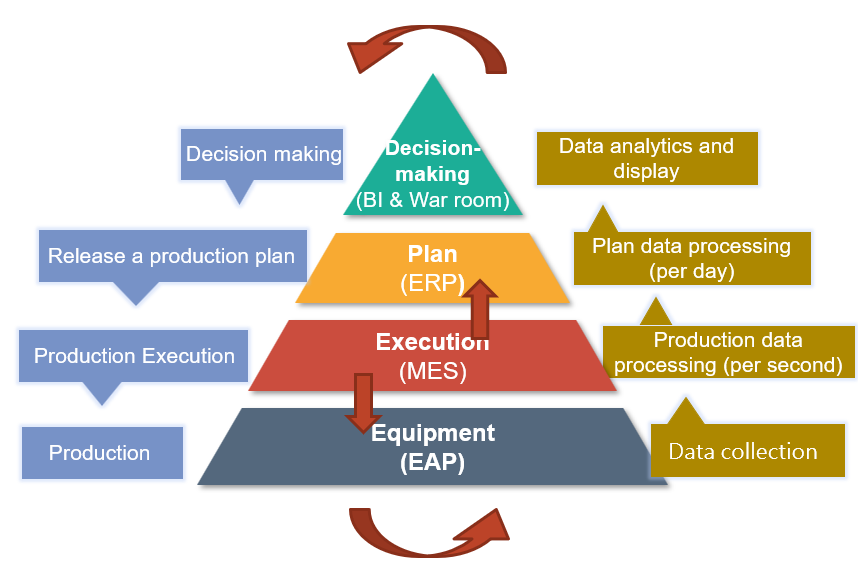 Decision making
Decision-
making
(BI & War room)
Data analytics and
display
Release a production plan
Plan
(ERP)
Plan data processing
(per day)
Production Execution
Execution
(MES)
Production data
processing (per second)
Production
Equipment
(EAP)
Data collection